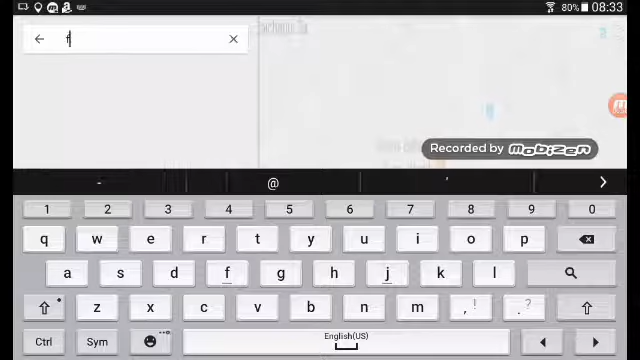 80% 08:33
f
Recorded by mobizen
- @ '
1 2 3 4 5 6 7 8 9 0
q w e r t y u i o p
a s d f g h j k l
z x c v b n m , ! . ?
Ctrl Sym English(US)